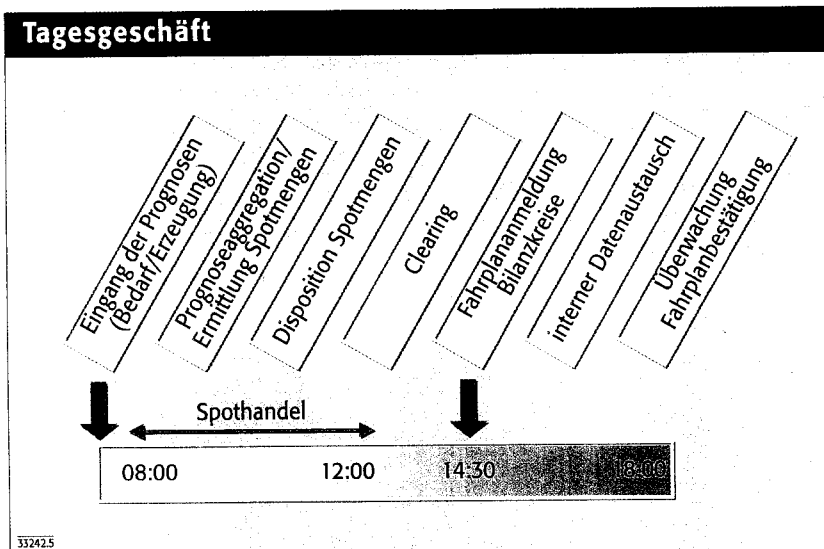 Tagesgeschäft
Eingang der Prognosen
(Bedarf/Erzeugung)
Prognoseaggregation/
Ermittlung Spotmengen
Disposition Spotmengen
Clearing
Fahrplananmeldung
Bilanzkreise
interner Datenaustausch
Überwachung
Fahrplanbestätigung
Spothandel
08:00
12:00
14:30
18:00
33242.5